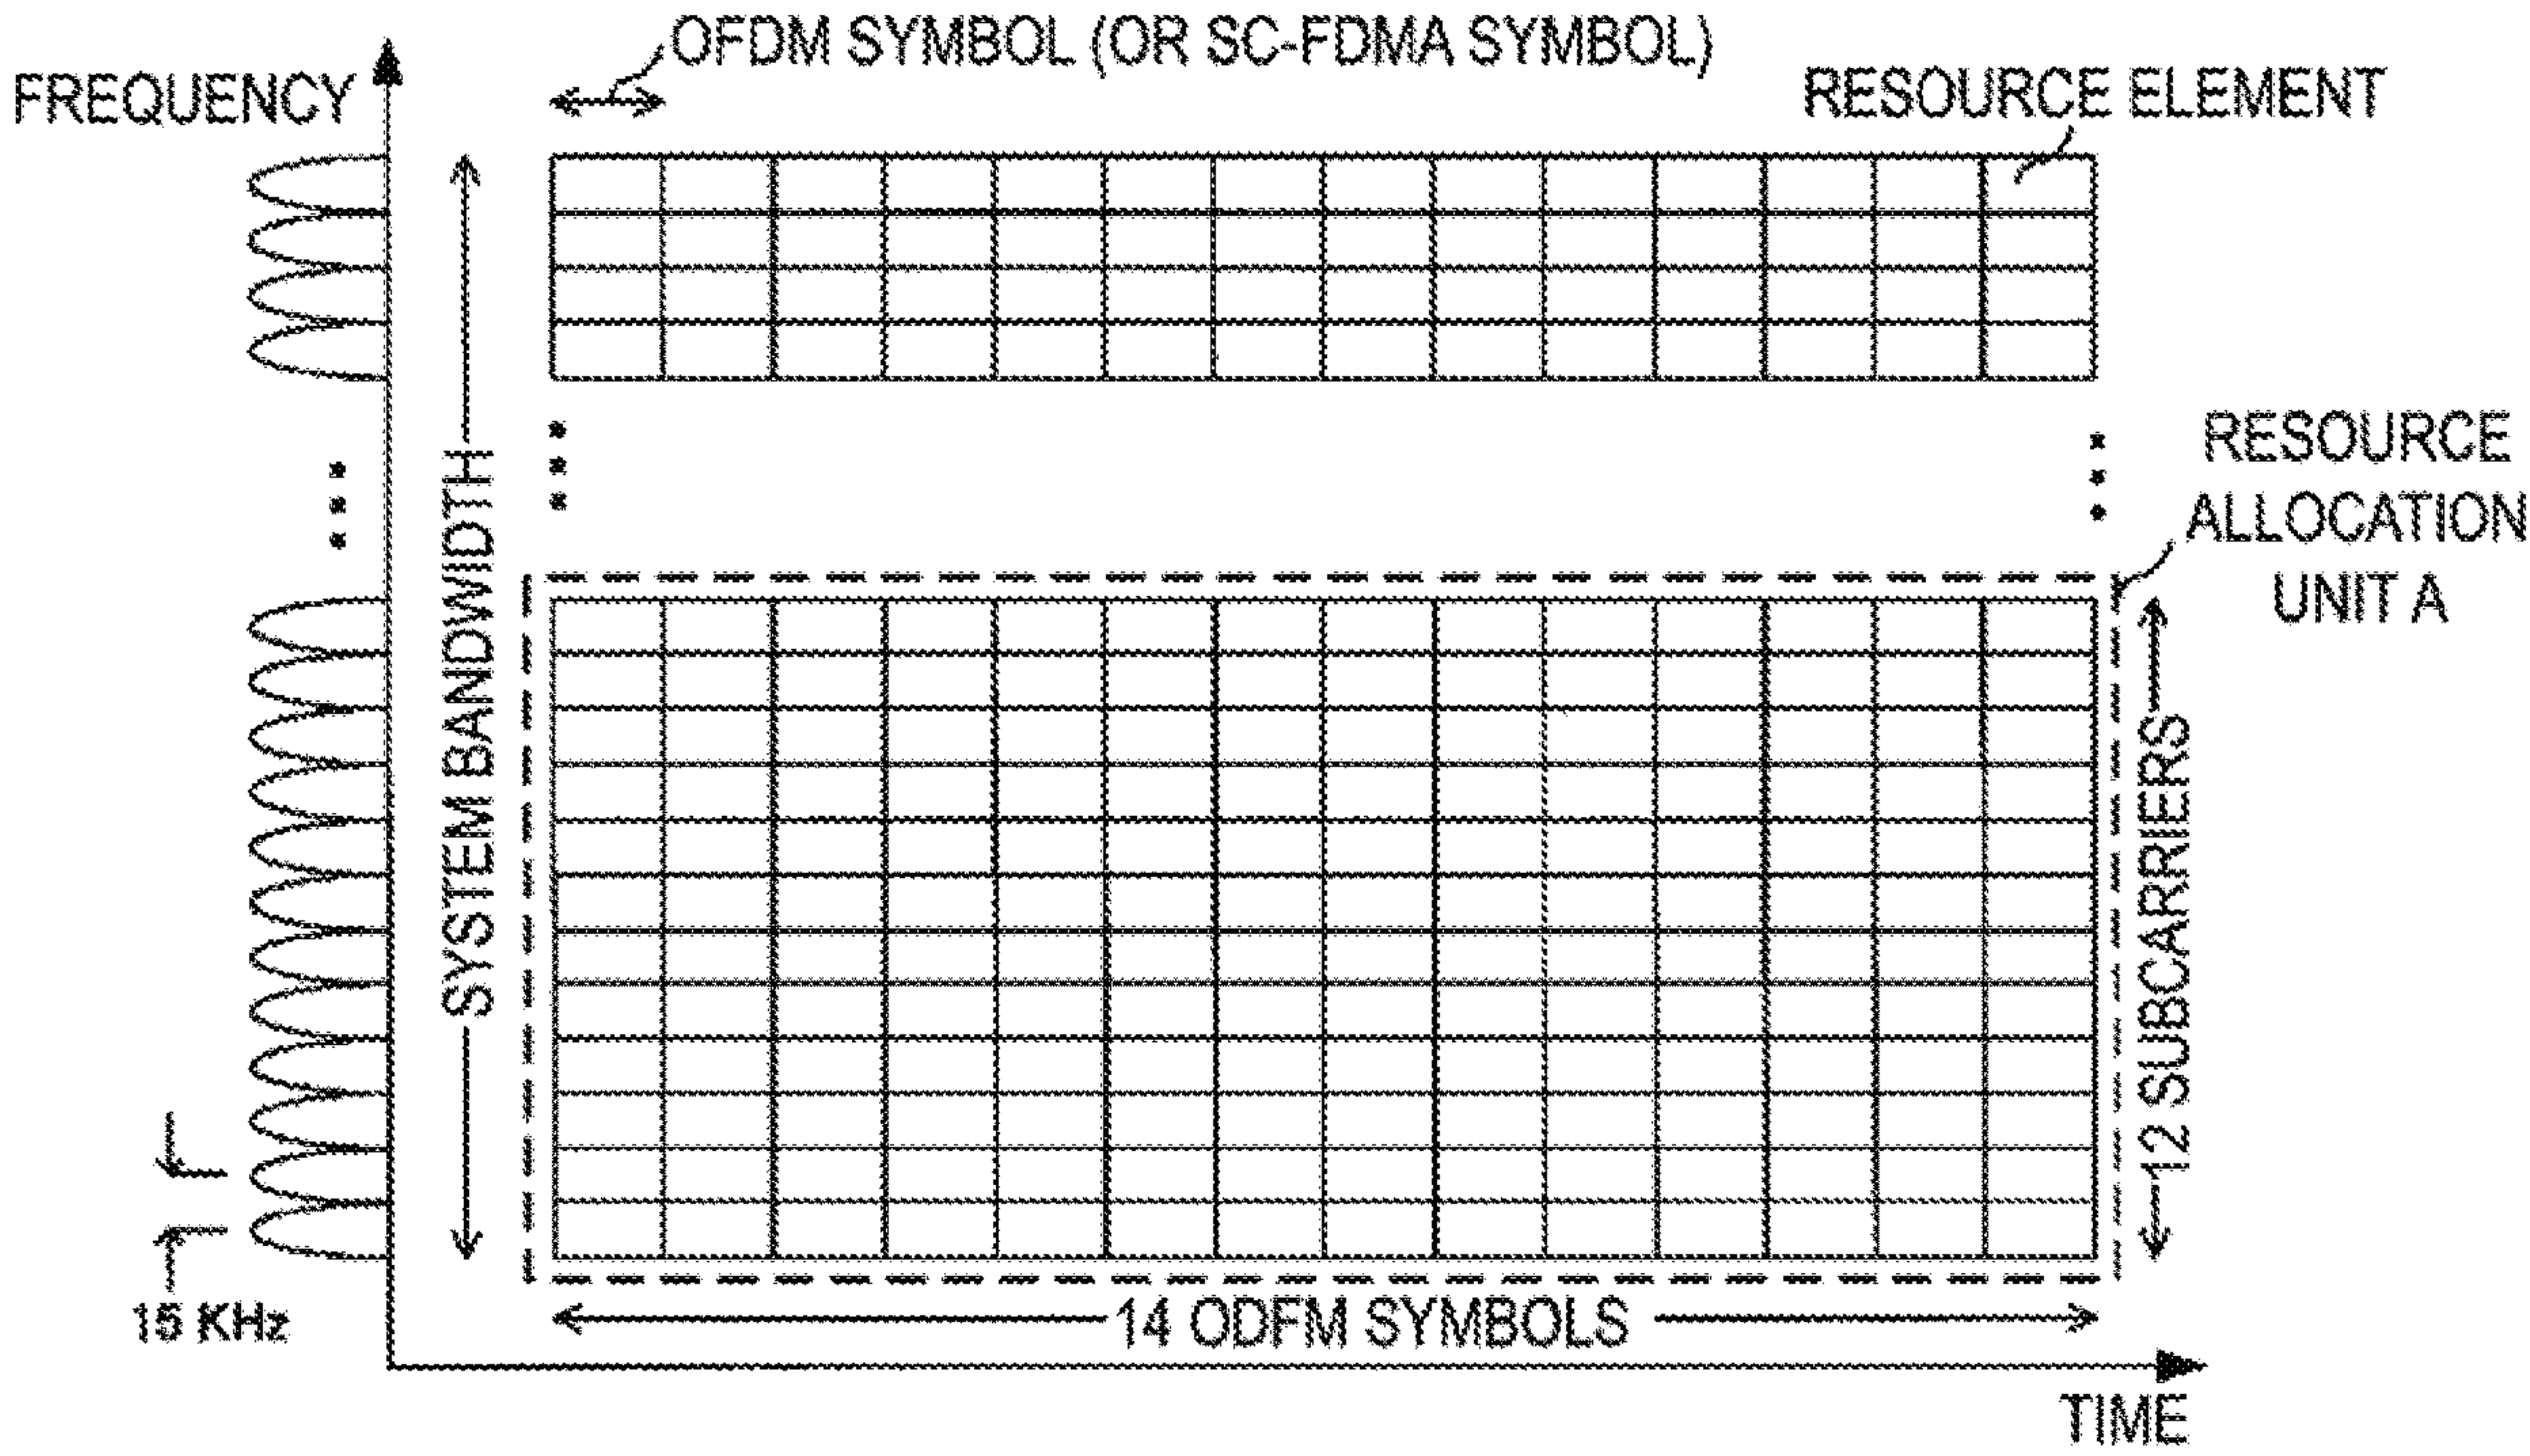 OFDM SYMBOL (OR SC-FDMA SYMBOL)
FREQUENCY
RESOURCE ELEMENT
RESOURCE
ALLOCATION
UNIT A
SYSTEM BANDWIDTH
12 SUBCARRIERS
15 KHz
14 ODFM SYMBOLS
TIME